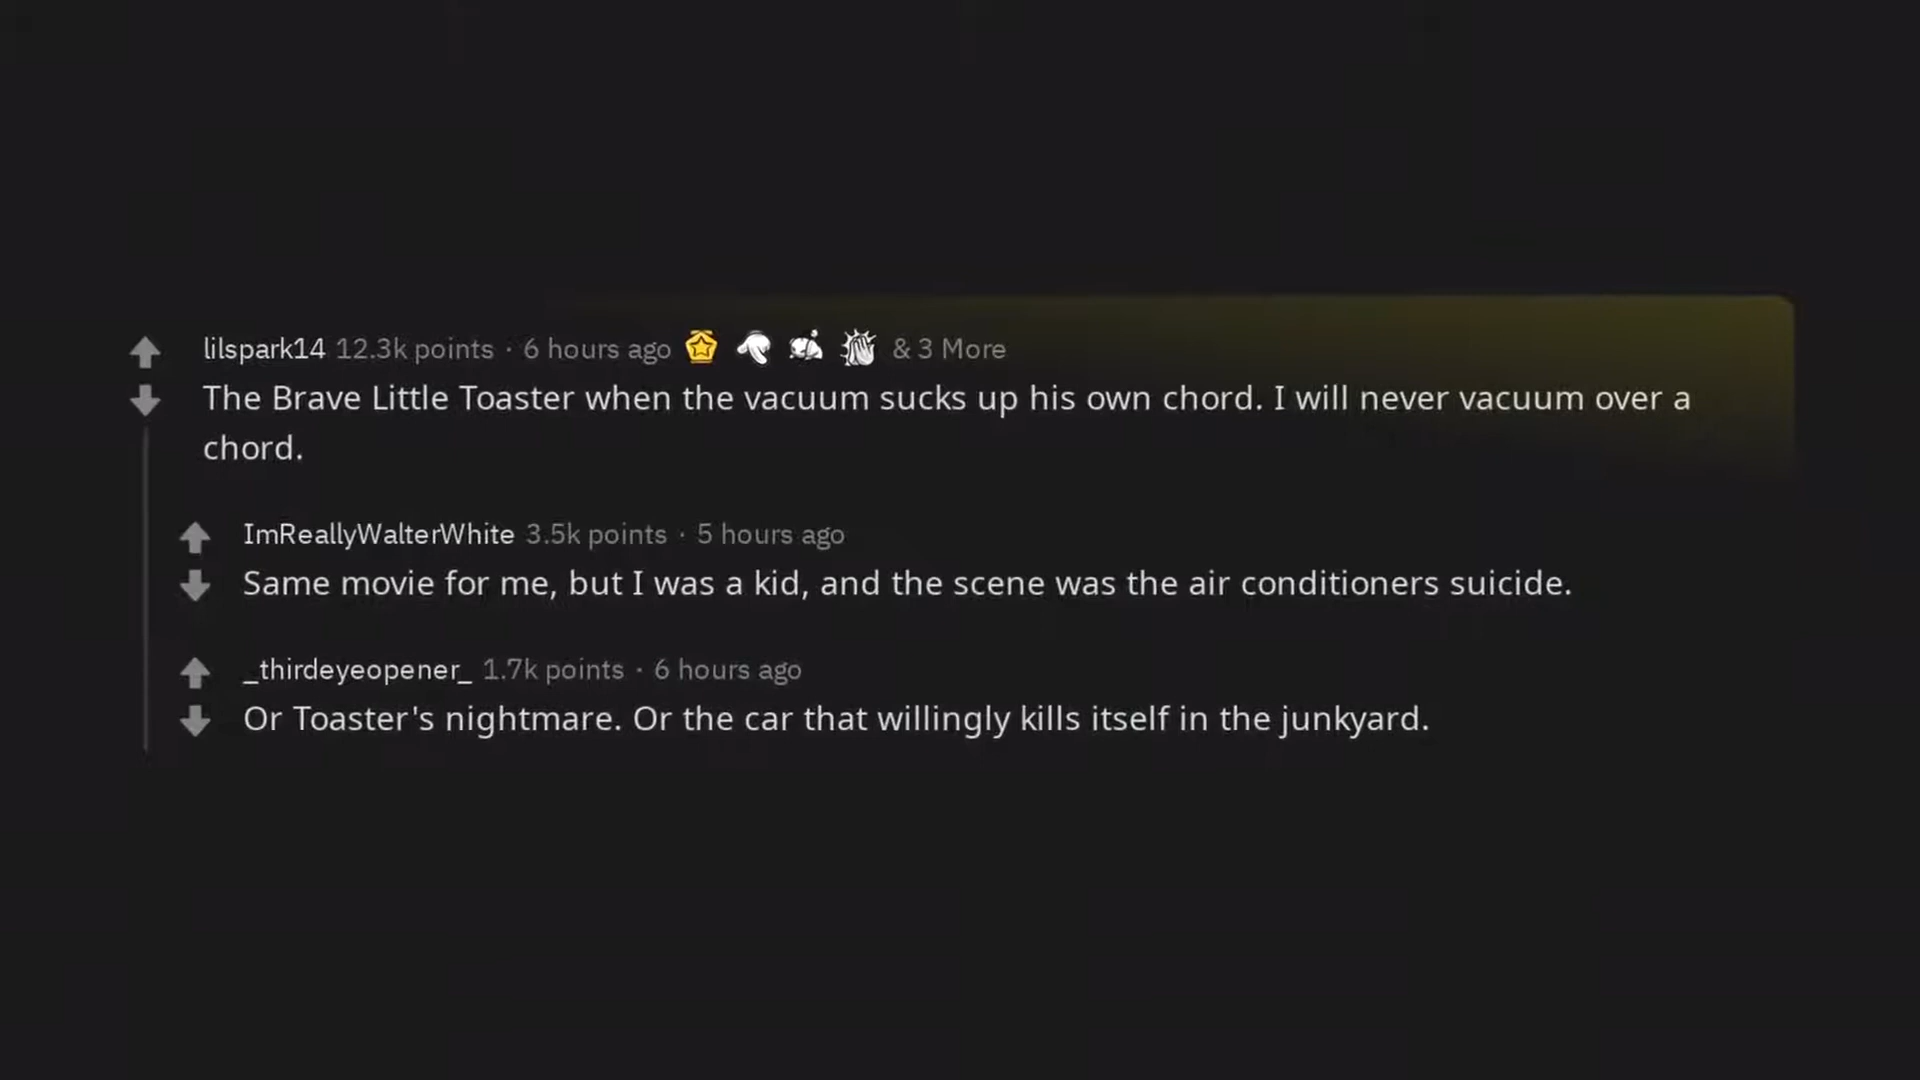 lilspark14 12.3k points · 6 hours ago & 3 More
The Brave Little Toaster when the vacuum sucks up his own chord. I will never vacuum over a
chord.
ImReallyWalterWhite 3.5k points · 5 hours ago
Same movie for me, but I was a kid, and the scene was the air conditioners suicide.
_thirdeyeopener_ 1.7k points · 6 hours ago
Or Toaster's nightmare. Or the car that willingly kills itself in the junkyard.